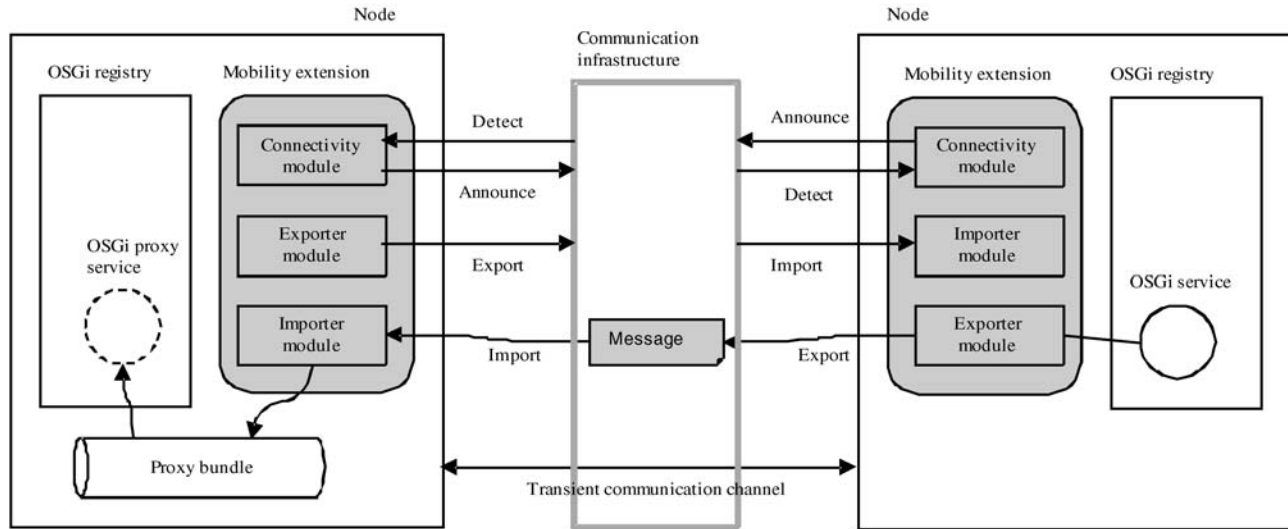 Node
OSGi registry
Mobility extension
Connectivity
module
Exporter
module
Importer
module
OSGi proxy
service
Proxy bundle
Communication
infrastructure
Detect
Announce
Export
Import
Message
Announce
Detect
Import
Export
Transient communication channel
Node
Mobility extension
OSGi registry
Connectivity
module
Importer
module
Exporter
module
OSGi service